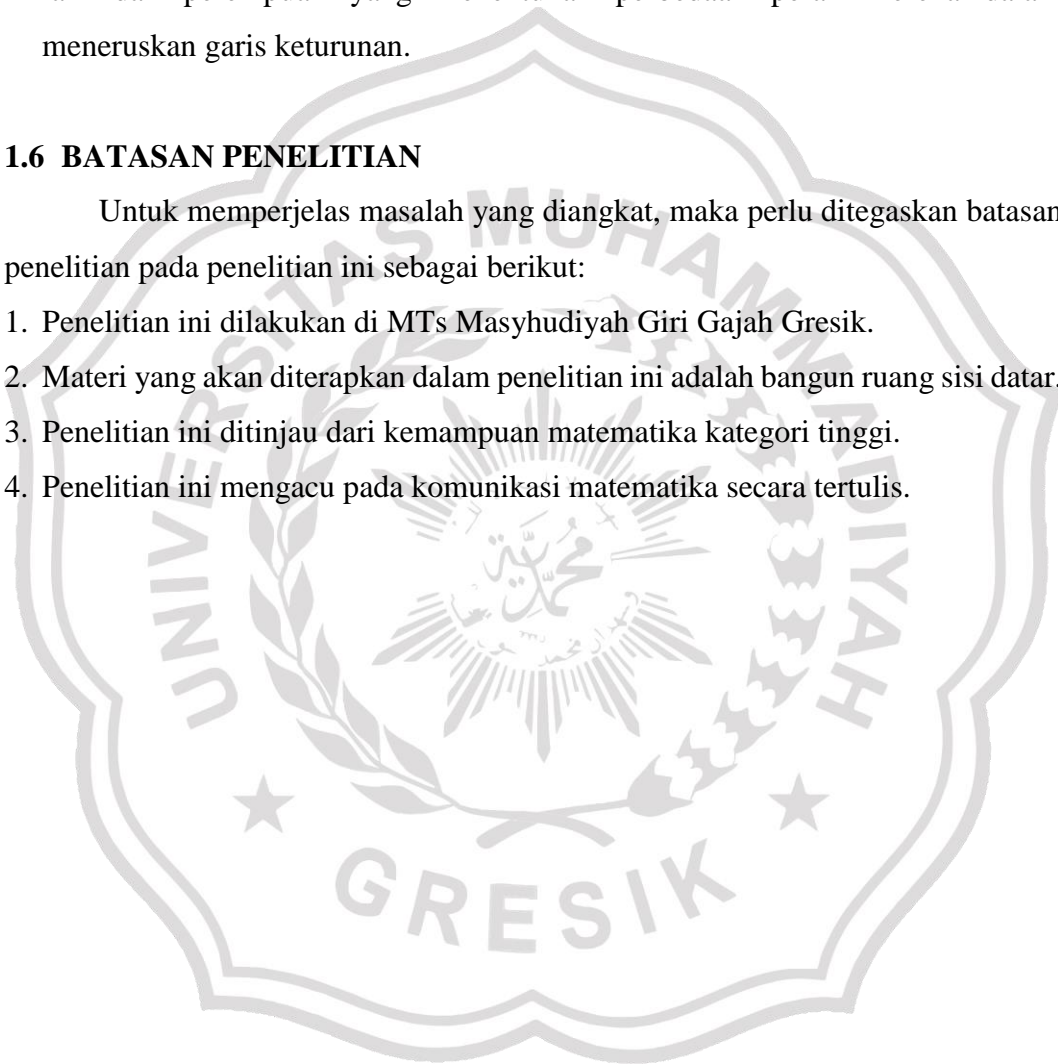 meneruskan garis keturunan.
1.6 BATASAN PENELITIAN
Untuk memperjelas masalah yang diangkat, maka perlu ditegaskan batasan
penelitian pada penelitian ini sebagai berikut:
1. Penelitian ini dilakukan di MTs Masyhudiyah Giri Gajah Gresik.
2. Materi yang akan diterapkan dalam penelitian ini adalah bangun ruang sisi datar.
3. Penelitian ini ditinjau dari kemampuan matematika kategori tinggi.
4. Penelitian ini mengacu pada komunikasi matematika secara tertulis.
UNIVERSITAS MUHAMMADIYAH
GRESIK